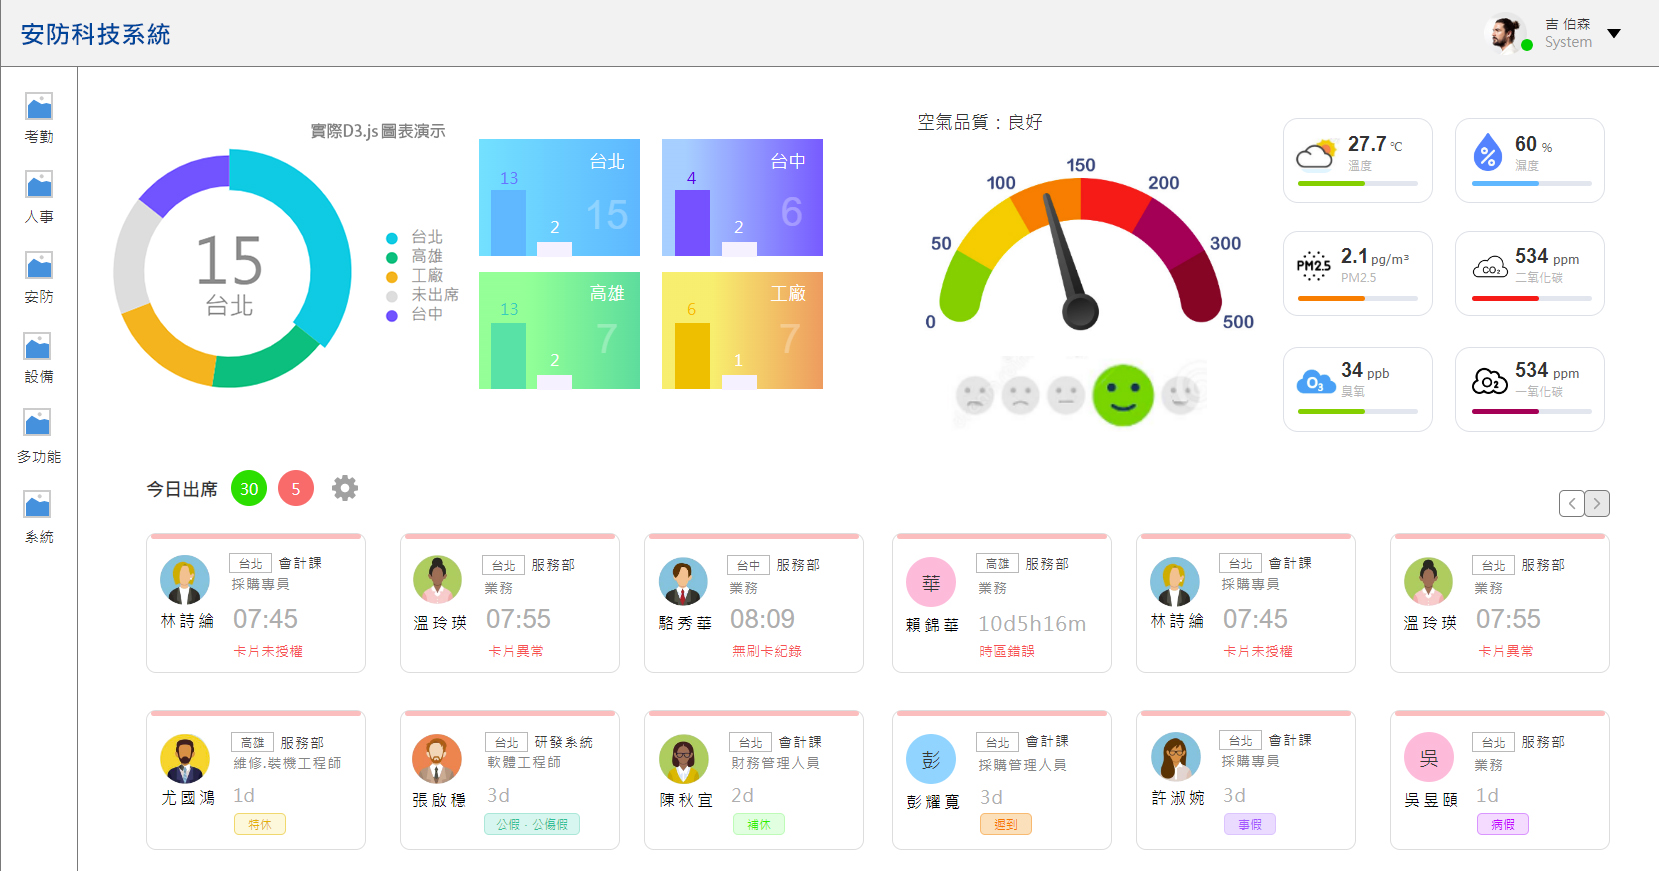 安防科技系統
吉 伯森
System
考勤
人事
安防
設備
多功能
系統
實際D3.js 圖表演示
15
台北
台北
高雄
工廠
未出席
台中
台北
13
2
15
台中
4
2
6
高雄
13
2
7
工廠
6
1
7
空氣品質：良好
0
50
100
150
200
300
500
27.7 ℃
溫度
60 %
濕度
PM2.5
2.1 pg/m³
PM2.5
CO₂
534 ppm
二氧化碳
O₃
34 ppb
臭氧
O₂
534 ppm
一氧化碳
今日出席 30 5
台北 會計課
採購專員
林詩綸 07:45
卡片未授權
台北 服務部
業務
溫玲瑛 07:55
卡片異常
台中 服務部
業務
駱秀華 08:09
無刷卡紀錄
華
高雄 服務部
業務
賴錦華 10d5h16m
時區錯誤
台北 會計課
採購專員
林詩綸 07:45
卡片未授權
台北 服務部
業務
溫玲瑛 07:55
卡片異常
高雄 服務部
維修.裝機工程師
尤國鴻 1d
特休
台北 研發系統
軟體工程師
張啟穩 3d
公假 - 公傷假
台北 會計課
財務管理人員
陳秋宜 2d
補休
彭
台北 會計課
採購管理人員
彭耀寬 3d
遲到
台北 會計課
採購專員
許淑婉 3d
事假
吳
台北 服務部
業務
吳昱頤 1d
病假